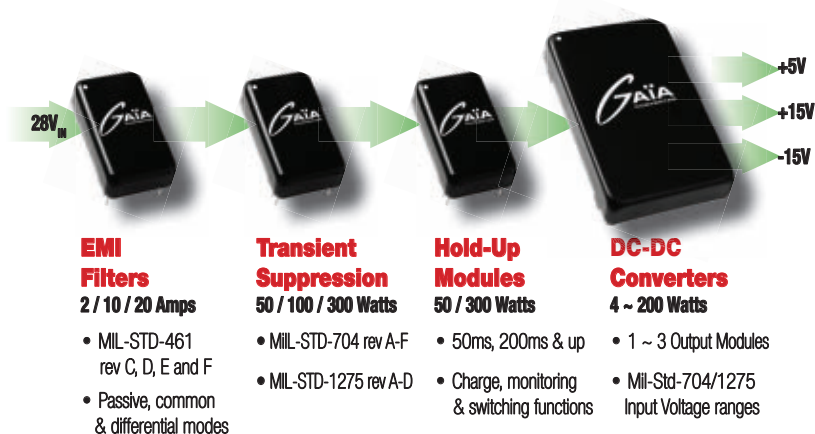 28VIN
GAÏA
GAÏA
GAÏA
GAÏA
+5V
+15V
-15V
EMI
Filters
2 / 10 / 20 Amps
• MIL-STD-461
rev C, D, E and F
• Passive, common
& differential modes
Transient
Suppression
50 / 100 / 300 Watts
• MiIL-STD-704 rev A-F
• MIL-STD-1275 rev A-D
Hold-Up
Modules
50 / 300 Watts
• 50ms, 200ms & up
• Charge, monitoring
& switching functions
DC-DC
Converters
4 ~ 200 Watts
• 1 ~ 3 Output Modules
• Mil-Std-704/1275
Input Voltage ranges